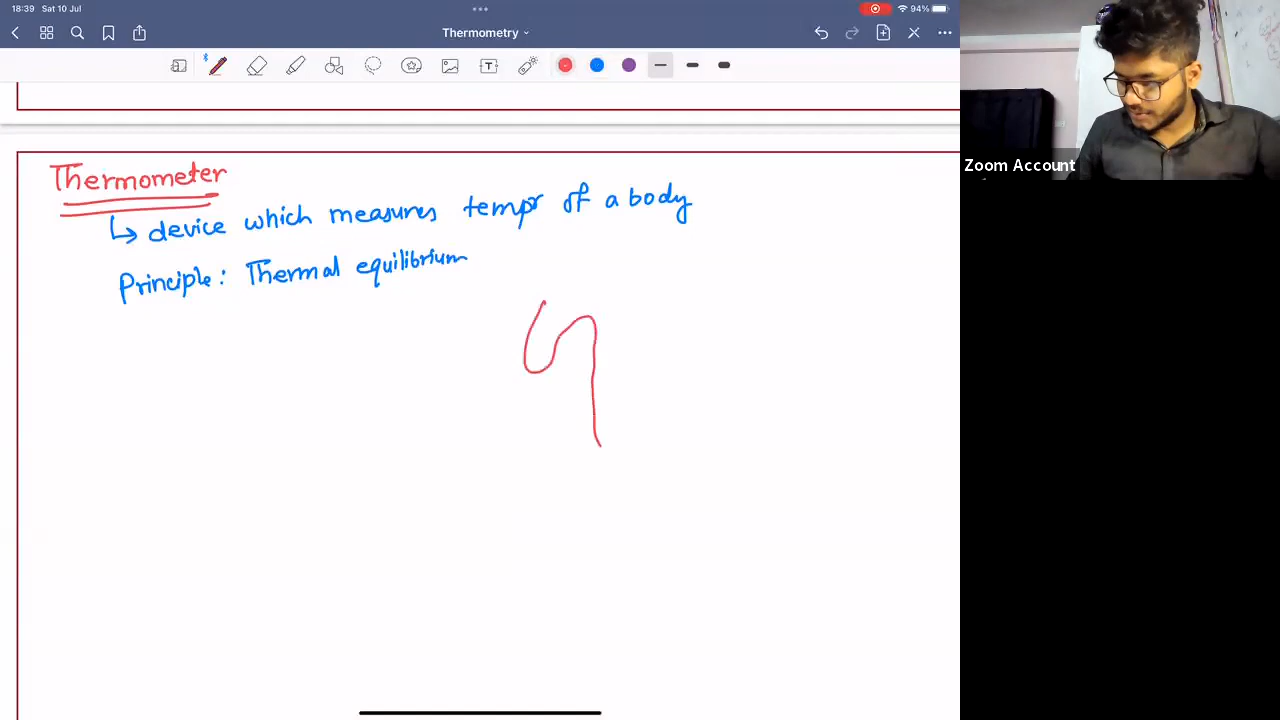 18:39 Sat 10 Jul
94%
Thermometry
T
Thermometer
↳ device which measures tempr of a body
Principle: Thermal equilibrium
Zoom Account